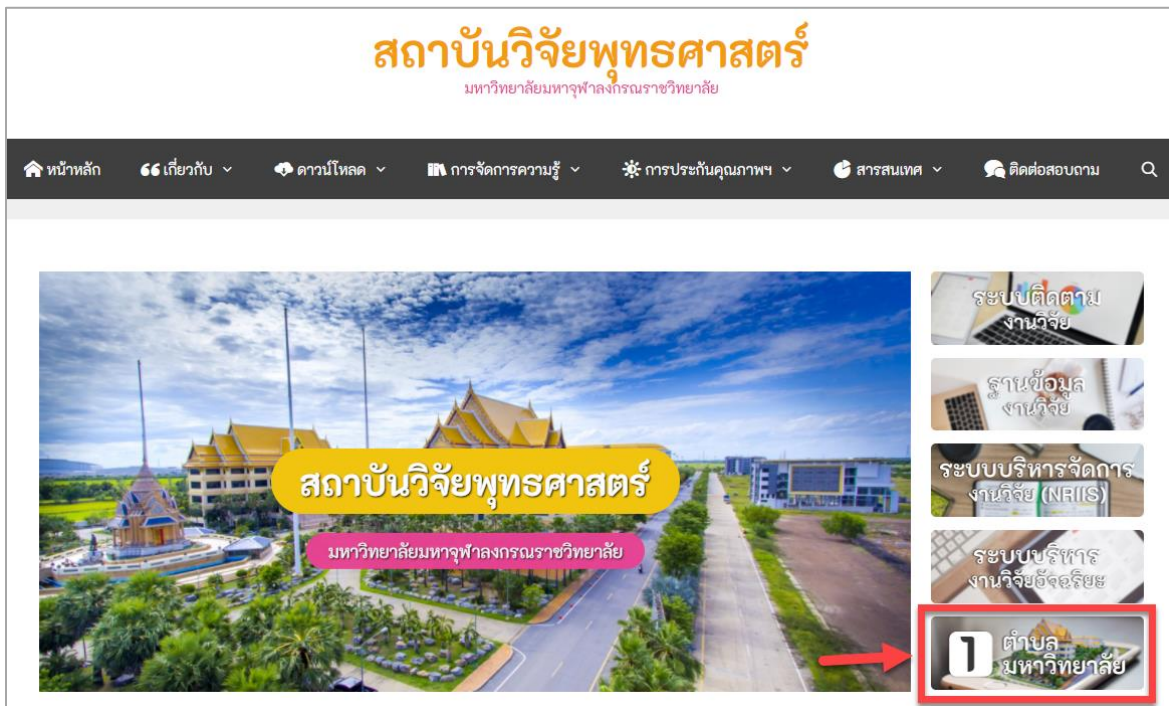 สถาบันวิจัยพุทธศาสตร์
มหาวิทยาลัยมหาจุฬาลงกรณราชวิทยาลัย
หน้าหลัก เกี่ยวกับ ดาวน์โหลด การจัดการความรู้ การประกันคุณภาพฯ สารสนเทศ ติดต่อสอบถาม
สถาบันวิจัยพุทธศาสตร์
มหาวิทยาลัยมหาจุฬาลงกรณราชวิทยาลัย
ระบบติดตาม
งานวิจัย
ฐานข้อมูล
งานวิจัย
ระบบบริหารจัดการ
งานวิจัย (NRIIS)
ระบบบริหาร
งานวิจัยอัจฉริยะ
1 ตำบล
มหาวิทยาลัย